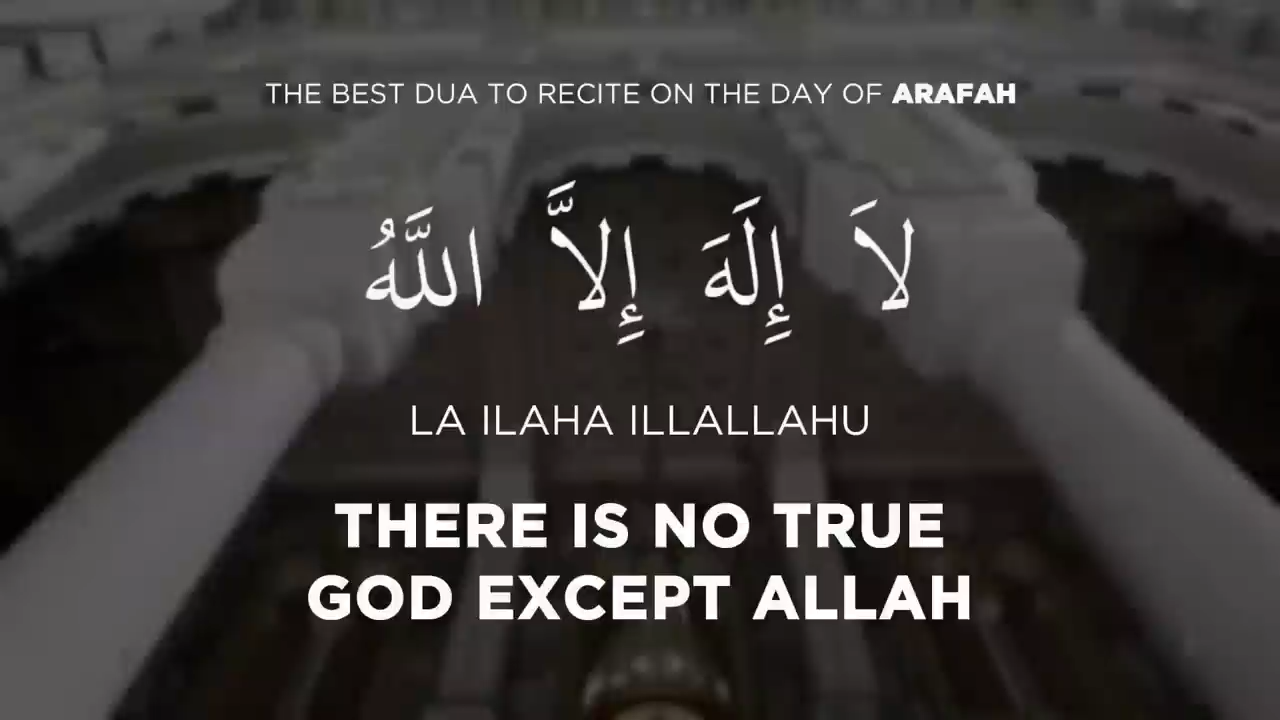 THE BEST DUA TO RECITE ON THE DAY OF ARAFAH
لاَ إِلَهَ إِلاَّ اللَّهُ
LA ILAHA ILLALLAHU
THERE IS NO TRUE
GOD EXCEPT ALLAH